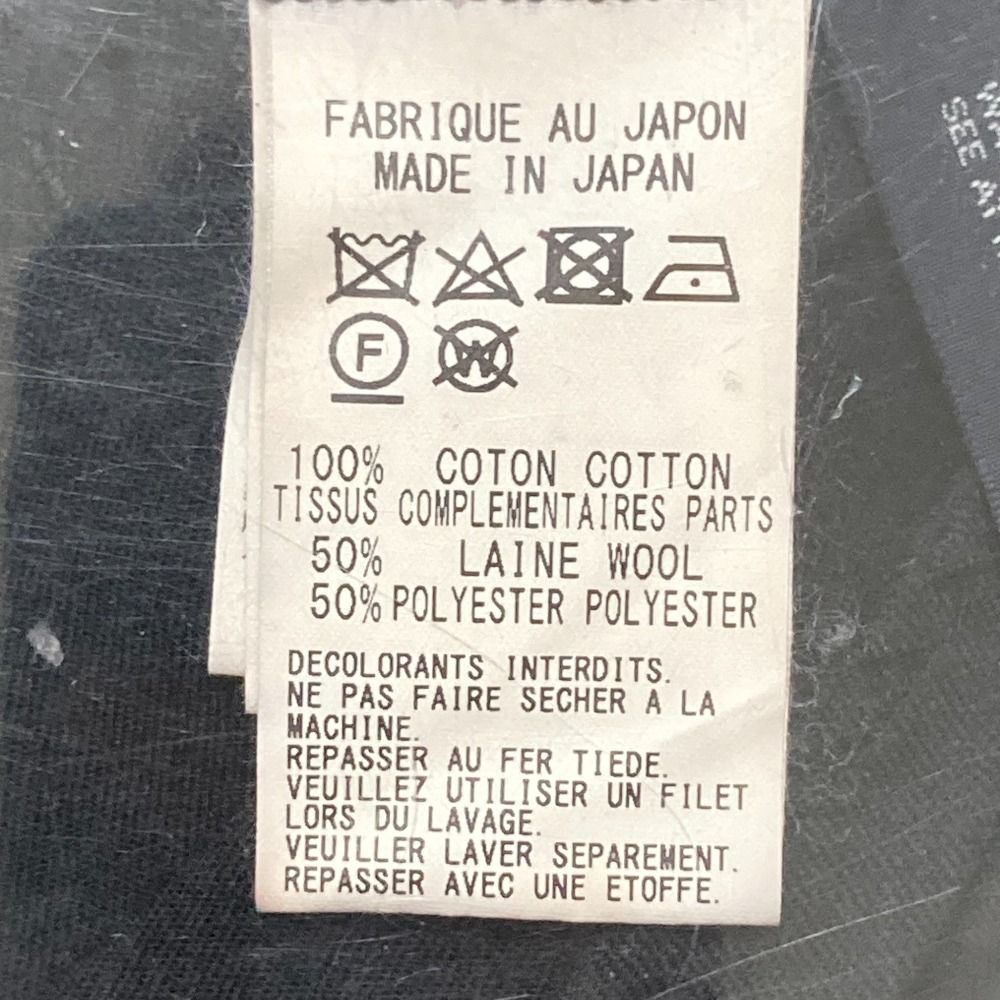 FABRIQUE AU JAPON
MADE IN JAPAN
F
W
100% COTON COTTON
TISSUS COMPLEMENTAIRES PARTS
50% LAINE WOOL
50% POLYESTER POLYESTER
DECOLORANTS INTERDITS.
NE PAS FAIRE SECHER A LA
MACHINE.
REPASSER AU FER TIEDE.
VEUILLEZ UTILISER UN FILET
LORS DU LAVAGE.
VEUILLER LAVER SEPAREMENT.
REPASSER AVEC UNE ETOFFE.
SEE